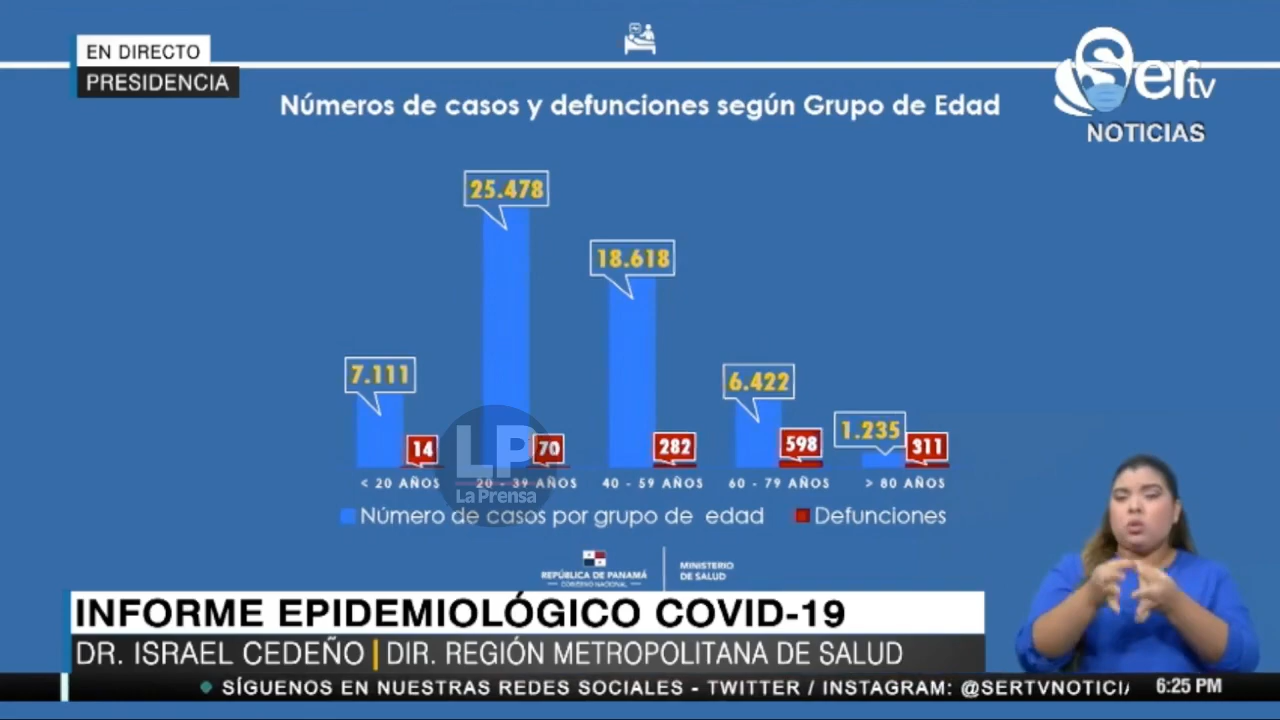 EN DIRECTO
PRESIDENCIA
Ser tv
NOTICIAS
Números de casos y defunciones según Grupo de Edad
25.478
18.618
7.111
6.422
1.235
14
70
282
598
311
< 20 AÑOS 20 - 39 AÑOS 40 - 59 AÑOS 60 - 79 AÑOS > 80 AÑOS
LP
La Prensa
Número de casos por grupo de edad Defunciones
REPÚBLICA DE PANAMÁ
GOBIERNO NACIONAL
MINISTERIO
DE SALUD
INFORME EPIDEMIOLÓGICO COVID-19
DR. ISRAEL CEDEÑO | DIR. REGIÓN METROPOLITANA DE SALUD
SÍGUENOS EN NUESTRAS REDES SOCIALES - TWITTER / INSTAGRAM: @SERTVNOTICI
6:25 PM